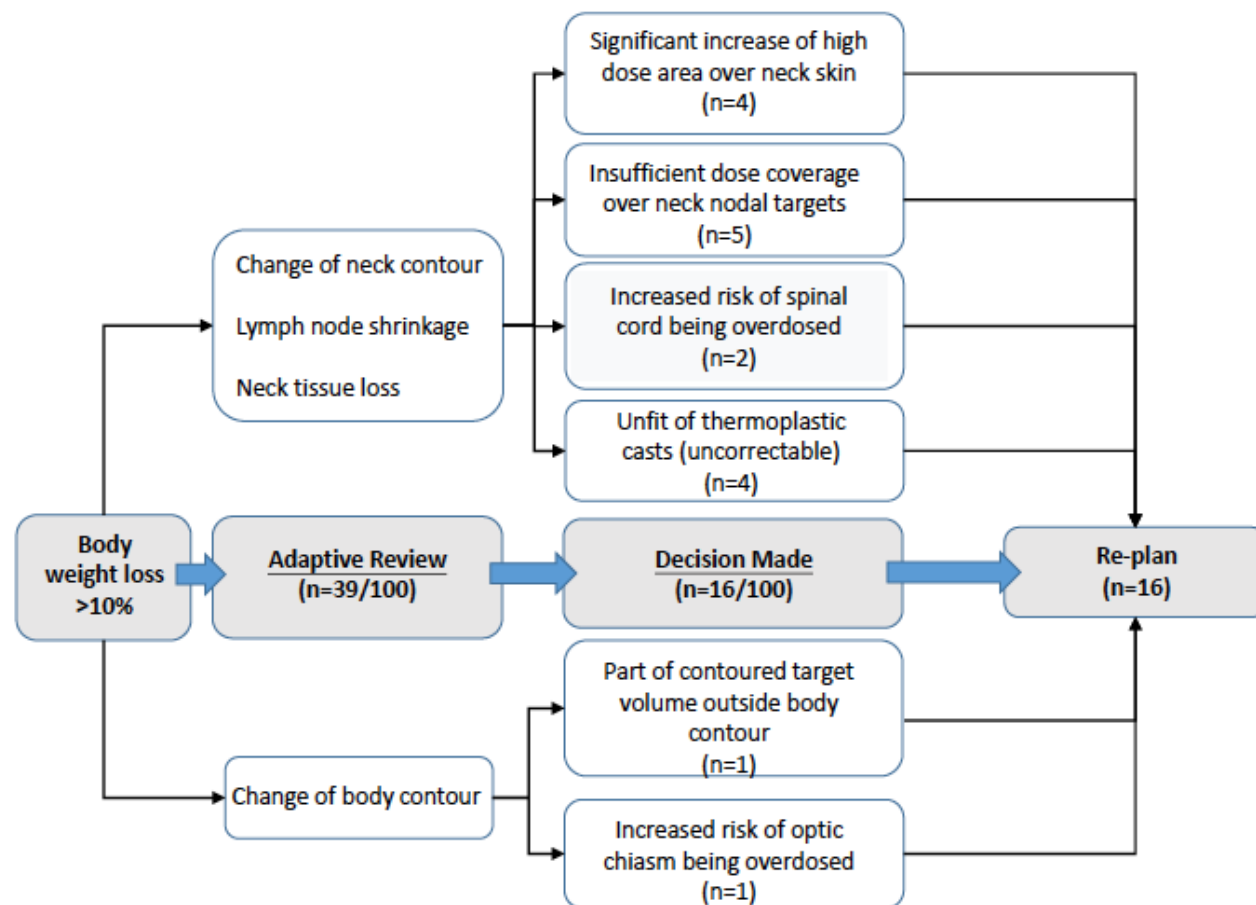 Significant increase of high
dose area over neck skin
(n=4)
Insufficient dose coverage
over neck nodal targets
(n=5)
Change of neck contour
Lymph node shrinkage
Neck tissue loss
Increased risk of spinal
cord being overdosed
(n=2)
Unfit of thermoplastic
casts (uncorrectable)
(n=4)
Body
weight loss
>10%
Adaptive Review
(n=39/100)
Decision Made
(n=16/100)
Re-plan
(n=16)
Part of contoured target
volume outside body
contour
(n=1)
Change of body contour
Increased risk of optic
chiasm being overdosed
(n=1)